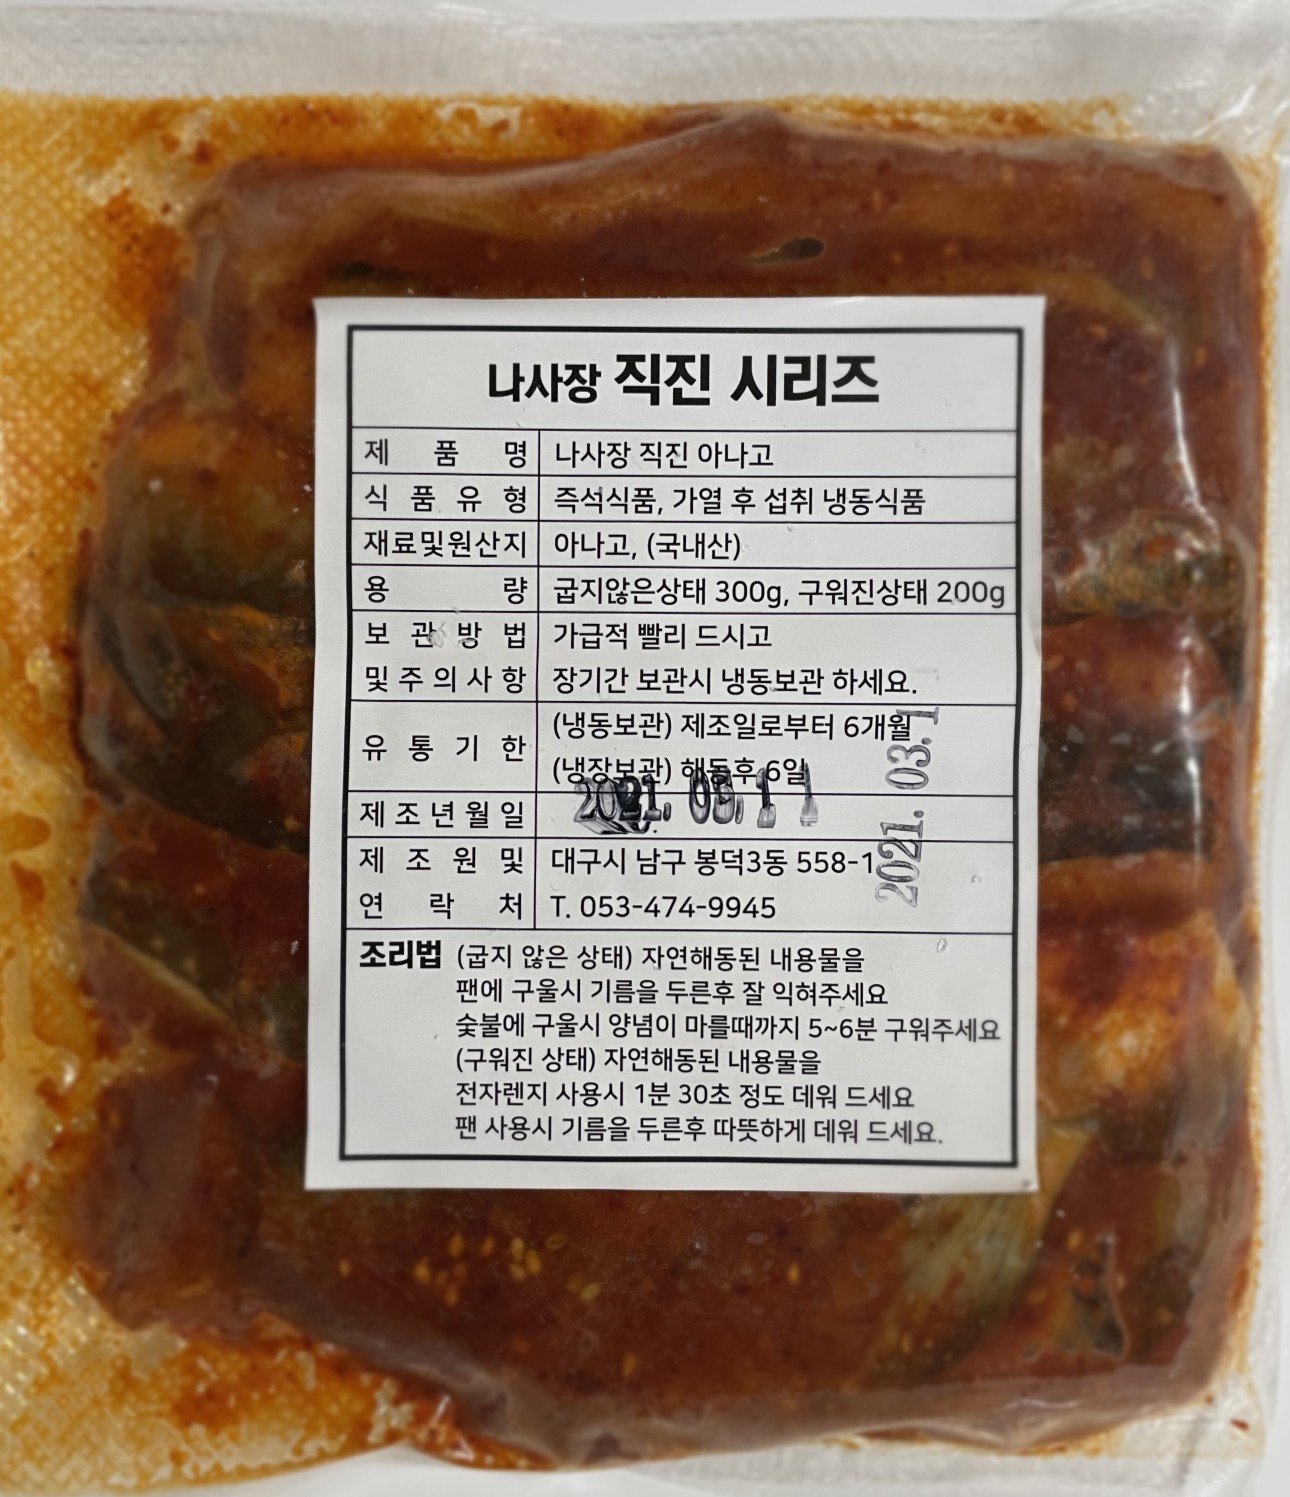 나사장 직진 시리즈
제품명 나사장 직진 아나고
식품유형 즉석식품, 가열 후 섭취 냉동식품
재료및원산지 아나고, (국내산)
용량 굽지않은상태 300g, 구워진상태 200g
보관방법 가급적 빨리 드시고
및주의사항 장기간 보관시 냉동보관 하세요.
유통기한 (냉동보관) 제조일로부터 6개월
(냉장보관) 해동후 6일
제조년월일
제조원및 대구시 남구 봉덕3동 558-1
연락처 T. 053-474-9945
2021. 03. 1
조리법 (굽지 않은 상태) 자연해동된 내용물을
팬에 구울시 기름을 두른후 잘 익혀주세요
숯불에 구울시 양념이 마를때까지 5~6분 구워주세요
(구워진 상태) 자연해동된 내용물을
전자렌지 사용시 1분 30초 정도 데워 드세요
팬 사용시 기름을 두른후 따뜻하게 데워 드세요.